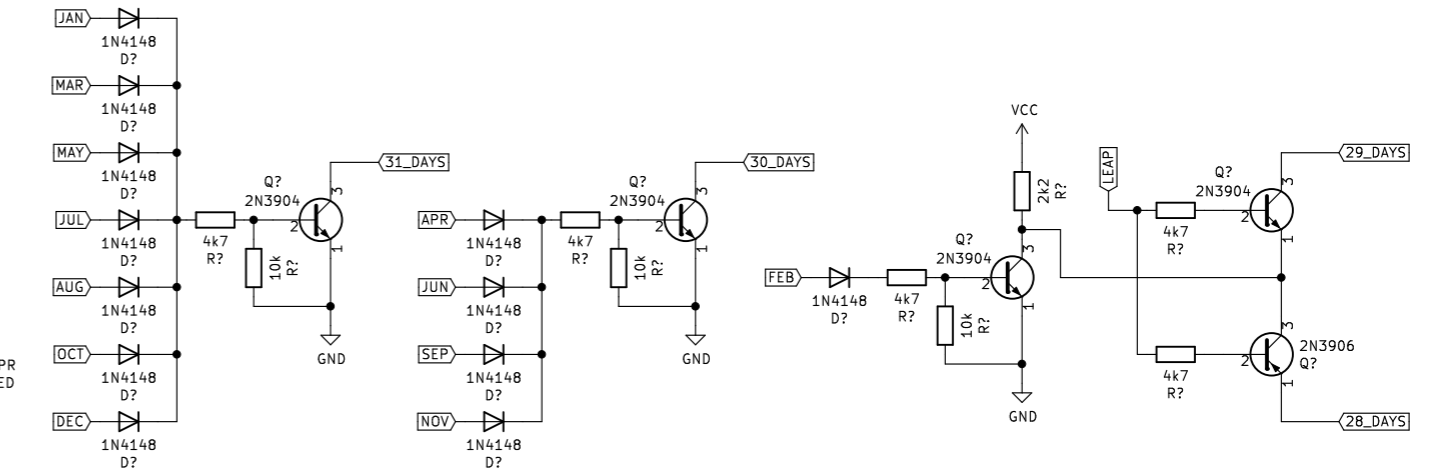 JAN
1N4148
D?
MAR
1N4148
D?
MAY
1N4148
D?
JUL
1N4148
D?
AUG
1N4148
D?
OCT
1N4148
D?
DEC
1N4148
D?
PR
ED
4k7
R?
10k
R?
Q?
2N3904
2
3
1
31_DAYS
GND
APR
1N4148
D?
JUN
1N4148
D?
SEP
1N4148
D?
NOV
1N4148
D?
4k7
R?
10k
R?
Q?
2N3904
2
3
1
30_DAYS
GND
FEB
1N4148
D?
4k7
R?
10k
R?
VCC
2k2
R?
Q?
2N3904
2
3
1
GND
LEAP
4k7
R?
Q?
2N3904
2
3
1
29_DAYS
4k7
R?
2N3906
Q?
2
3
1
28_DAYS